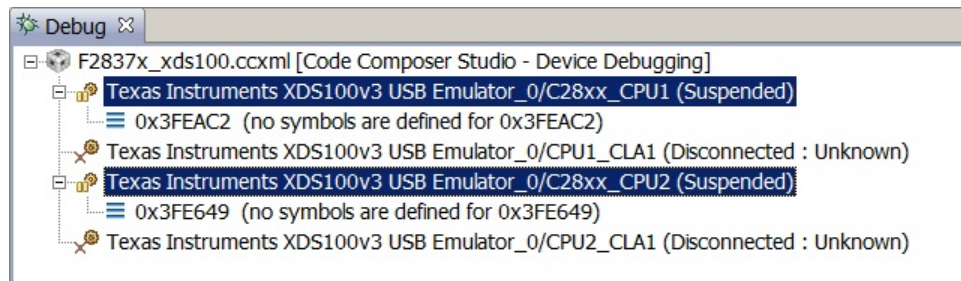 Debug
F2837x_xds100.ccxml [Code Composer Studio - Device Debugging]
Texas Instruments XDS100v3 USB Emulator_0/C28xx_CPU1 (Suspended)
0x3FEAC2 (no symbols are defined for 0x3FEAC2)
Texas Instruments XDS100v3 USB Emulator_0/CPU1_CLA1 (Disconnected : Unknown)
Texas Instruments XDS100v3 USB Emulator_0/C28xx_CPU2 (Suspended)
0x3FE649 (no symbols are defined for 0x3FE649)
Texas Instruments XDS100v3 USB Emulator_0/CPU2_CLA1 (Disconnected : Unknown)